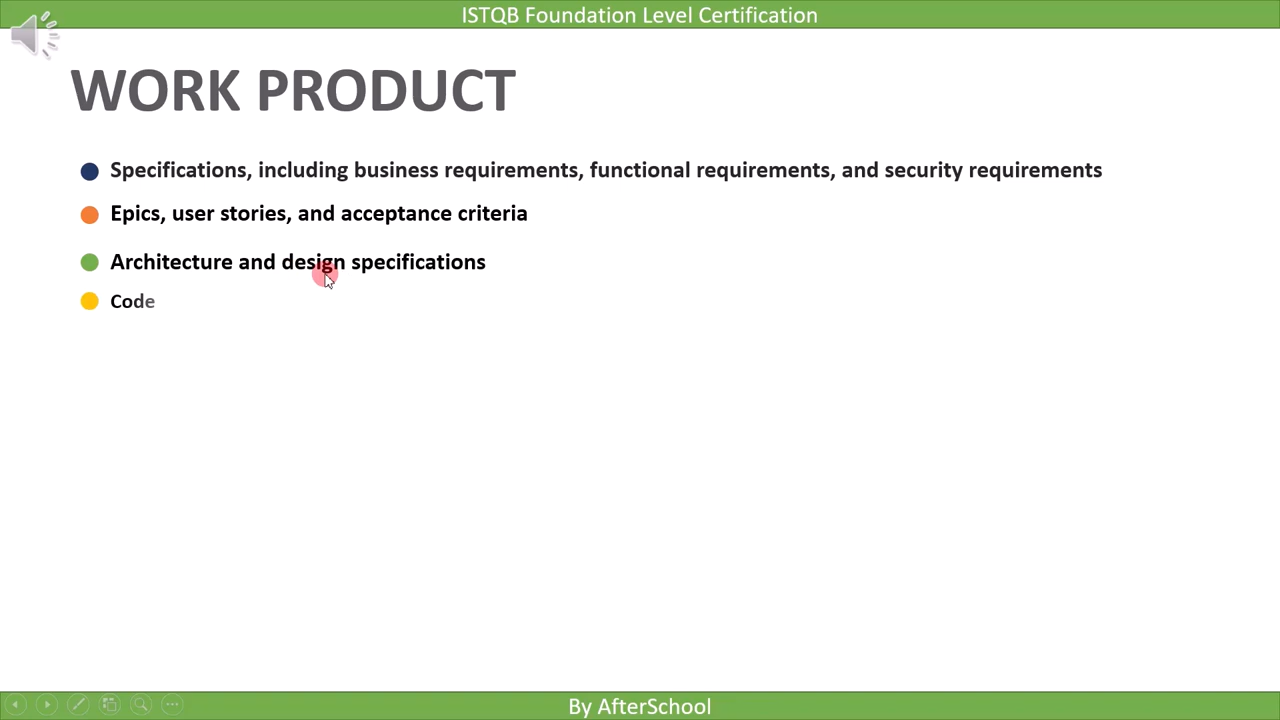 ISTQB Foundation Level Certification
WORK PRODUCT
Specifications, including business requirements, functional requirements, and security requirements
Epics, user stories, and acceptance criteria
Architecture and design specifications
Code
By AfterSchool